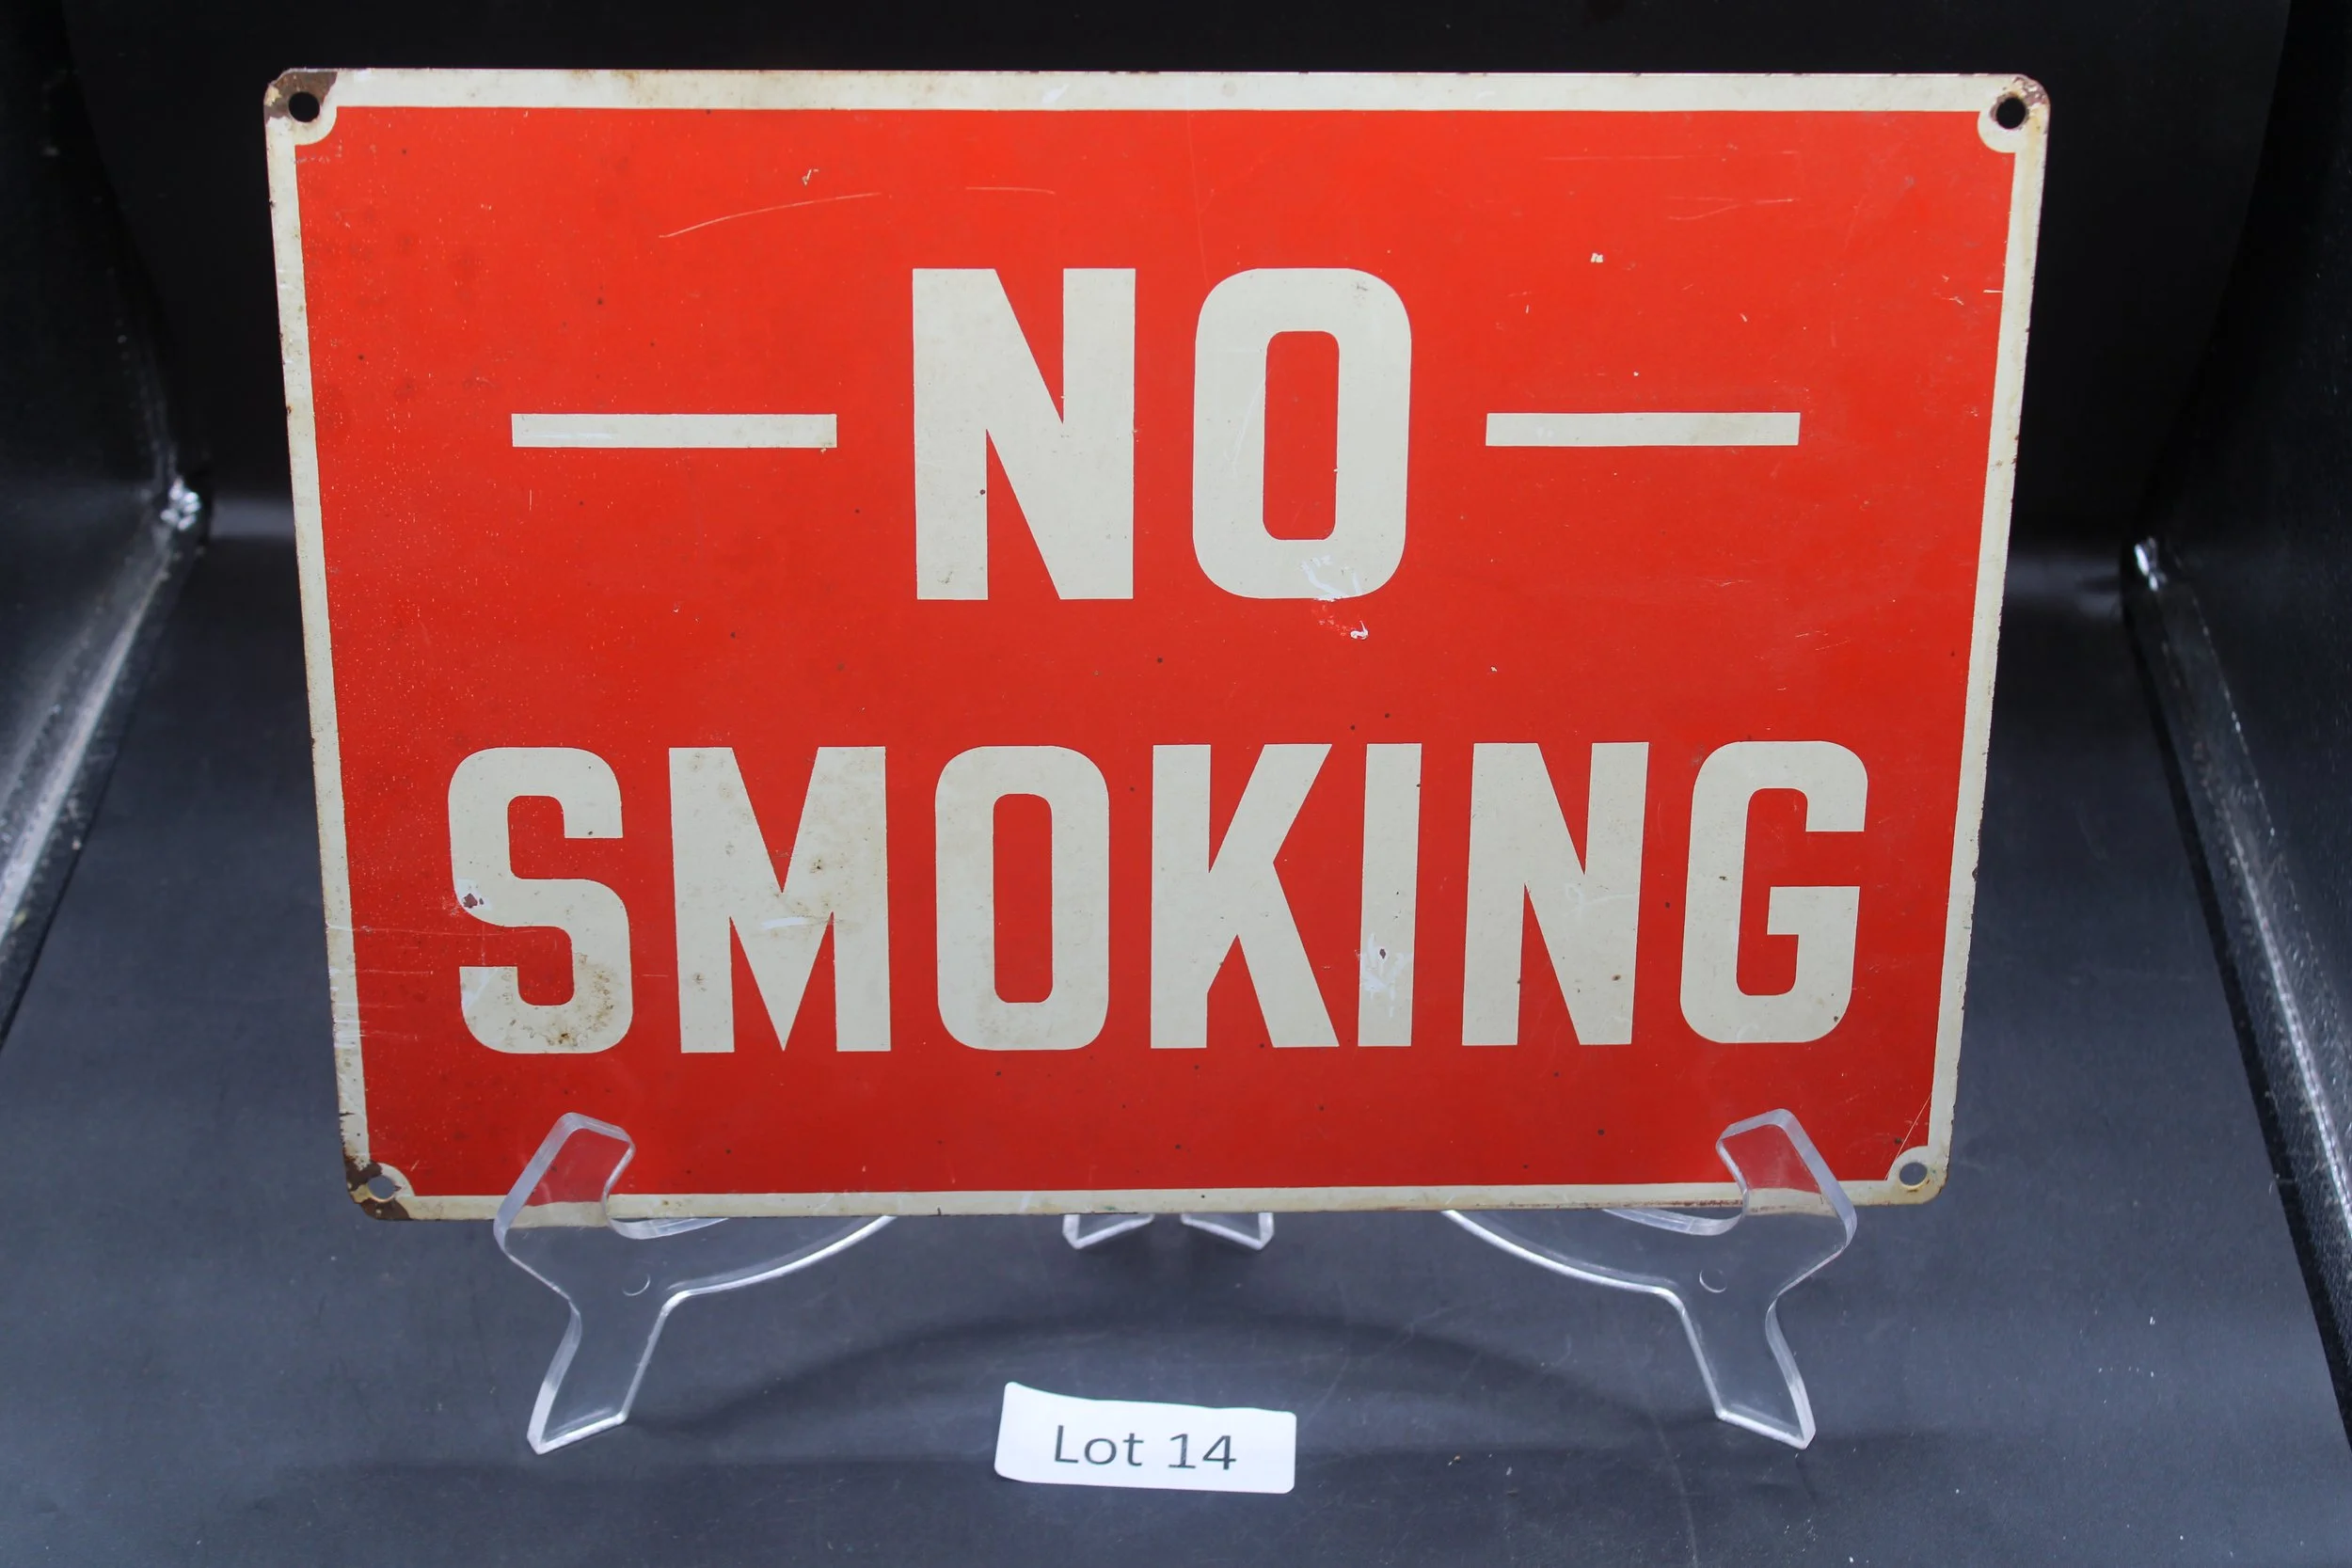 — NO —
SMOKING
Lot 14